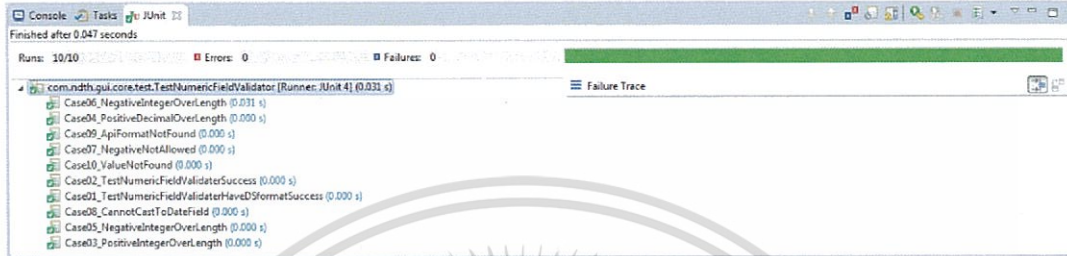 Console Tasks JUnit
Finished after 0.047 seconds
Runs: 10/10 Errors: 0 Failures: 0
com.ndth.gui.core.test.TestNumericFieldValidator [Runner: JUnit 4] (0.031 s)
Failure Trace
Case06_NegativeIntegerOverLength (0.031 s)
Case04_PositiveDecimalOverLength (0.000 s)
Case09_ApiFormatNotFound (0.000 s)
Case07_NegativeNotAllowed (0.000 s)
Case10_ValueNotFound (0.000 s)
Case02_TestNumericFieldValidaterSuccess (0.000 s)
Case01_TestNumericFieldValidaterHaveDSformatSuccess (0.000 s)
Case08_CannotCastToDateField (0.000 s)
Case05_NegativeIntegerOverLength (0.000 s)
Case03_PositiveIntegerOverLength (0.000 s)